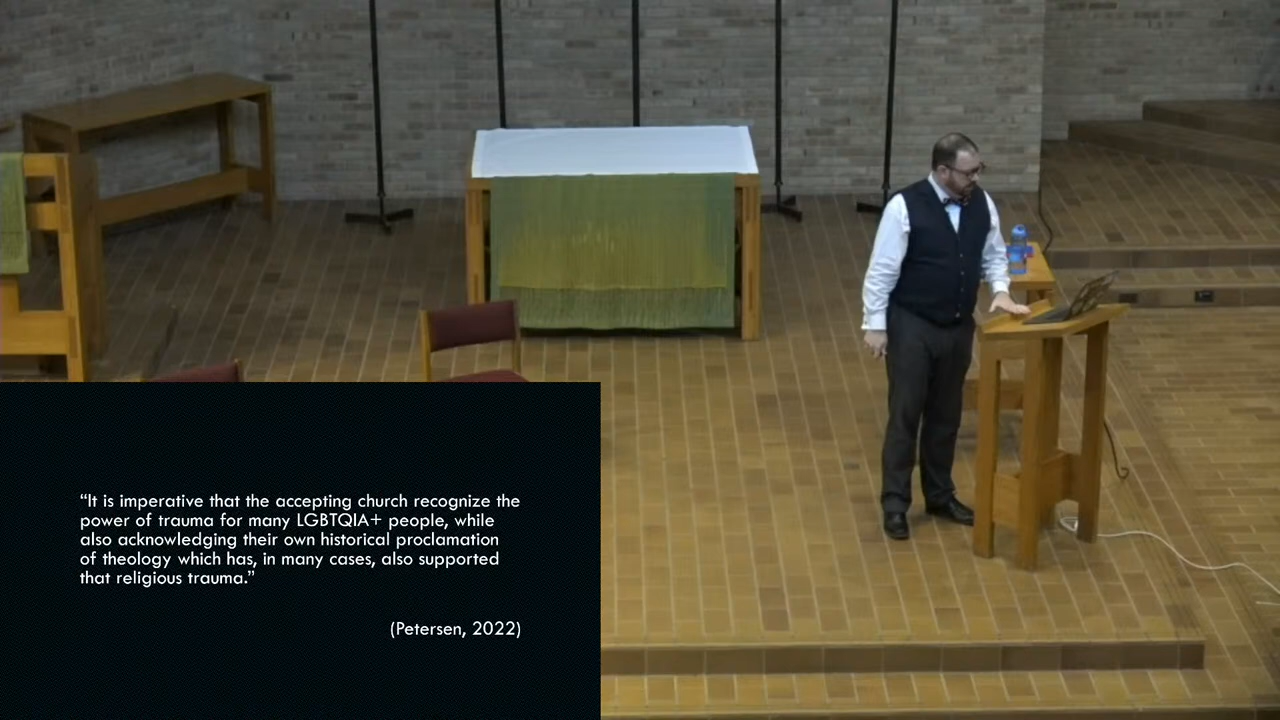 “It is imperative that the accepting church recognize the
power of trauma for many LGBTQIA+ people, while
also acknowledging their own historical proclamation
of theology which has, in many cases, also supported
that religious trauma.”
(Petersen, 2022)